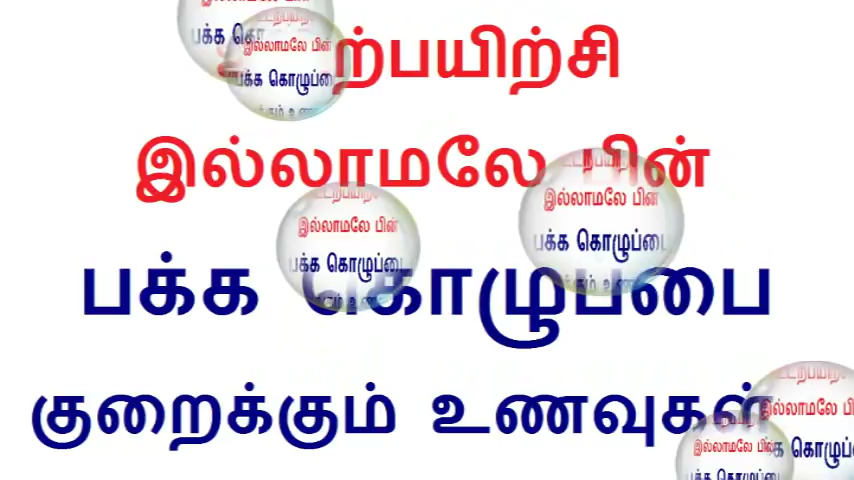 ற்பயிற்சி
இல்லாமலே பின்
பக்க கொழுப்பை
குறைக்கும் உணவுகள்